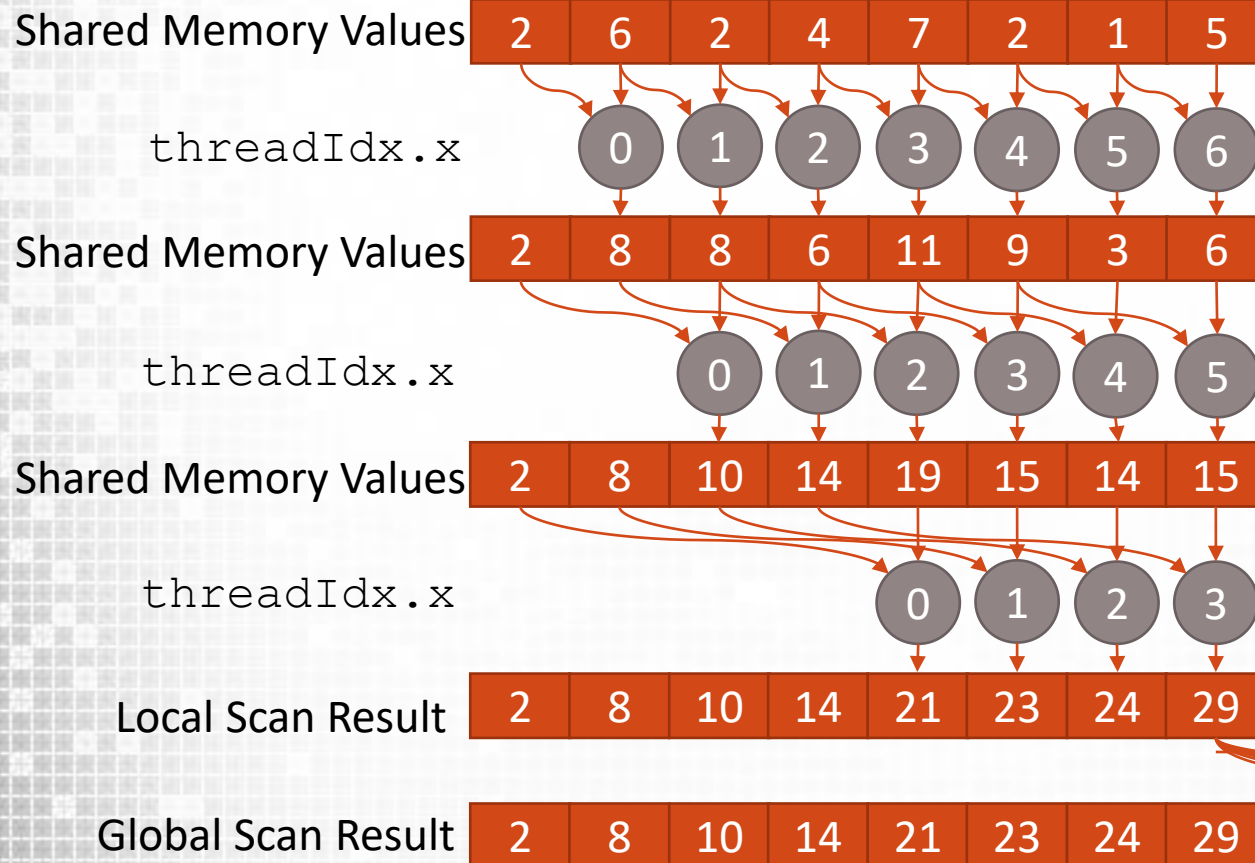 Shared Memory Values 2 6 2 4 7 2 1 5
threadIdx.x 0 1 2 3 4 5 6
Shared Memory Values 2 8 8 6 11 9 3 6
threadIdx.x 0 1 2 3 4 5
Shared Memory Values 2 8 10 14 19 15 14 15
threadIdx.x 0 1 2 3
Local Scan Result 2 8 10 14 21 23 24 29
Global Scan Result 2 8 10 14 21 23 24 29